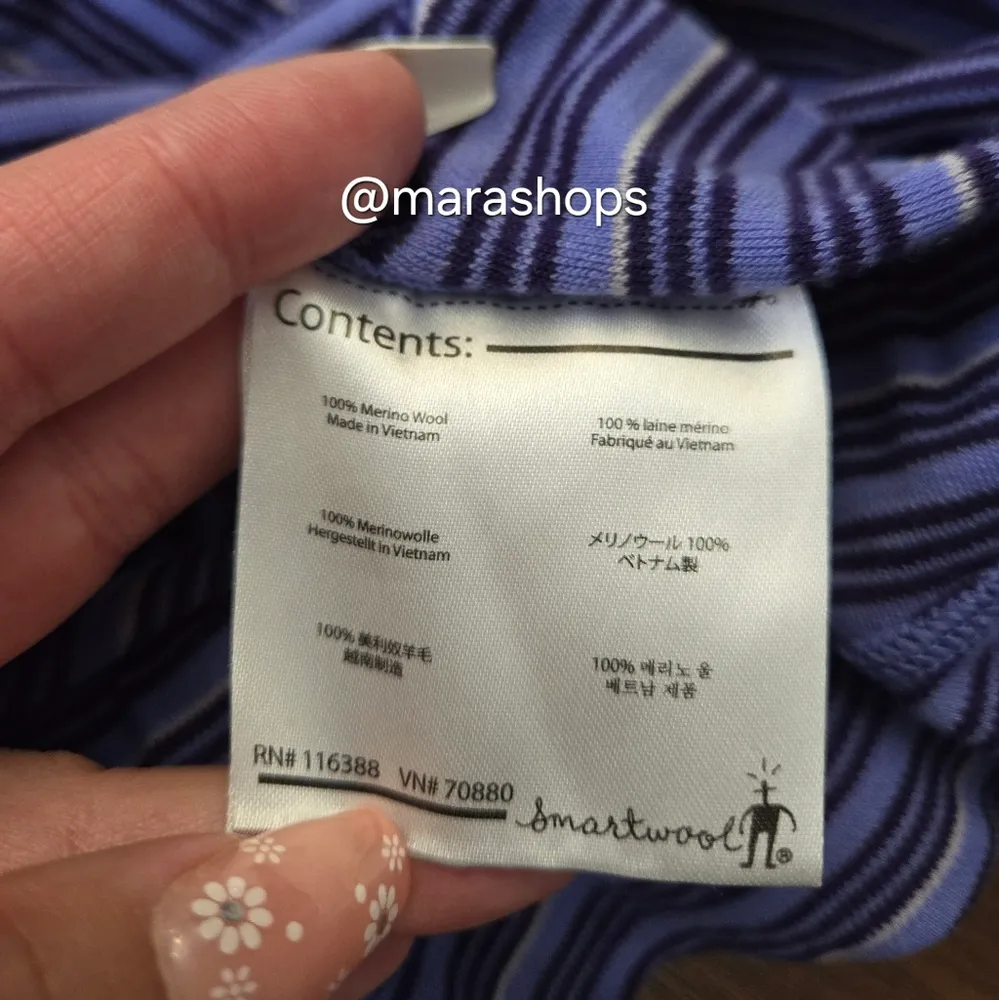 @marashops
Contents:
100% Merino Wool
Made in Vietnam
100 % laine mérino
Fabriqué au Vietnam
100% Merinowolle
Hergestellt in Vietnam
メリノウール 100%
ベトナム製
100% 美利奴羊毛
越南制造
100% 메리노 울
베트남 제품
RN# 116388 VN# 70880
Smartwool®